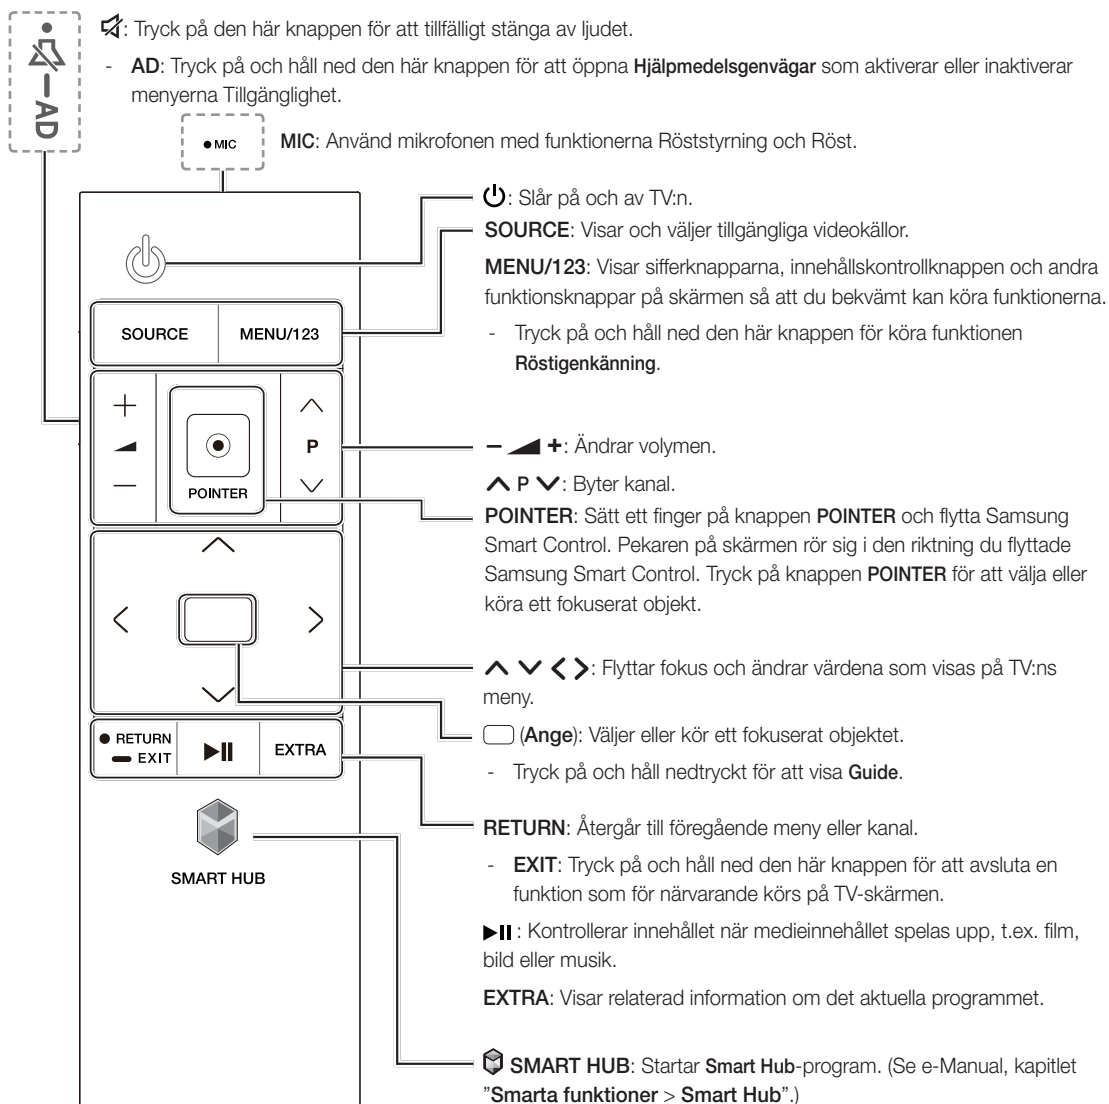 : Tryck på den här knappen för att tillfälligt stänga av ljudet.
- AD: Tryck på och håll ned den här knappen för att öppna Hjälpmedelsgenvägar som aktiverar eller inaktiverar
menyerna Tillgänglighet.
AD
MIC
MIC: Använd mikrofonen med funktionerna Röststyrning och Röst.
: Slår på och av TV:n.
SOURCE: Visar och väljer tillgängliga videokällor.
MENU/123: Visar sifferknapparna, innehållskontrollknappen och andra
funktionsknappar på skärmen så att du bekvämt kan köra funktionerna.
- Tryck på och håll ned den här knappen för köra funktionen
Röstigenkänning.
SOURCE
MENU/123
+
P
—
POINTER
− +: Ändrar volymen.
P : Byter kanal.
POINTER: Sätt ett finger på knappen POINTER och flytta Samsung
Smart Control. Pekaren på skärmen rör sig i den riktning du flyttade
Samsung Smart Control. Tryck på knappen POINTER för att välja eller
köra ett fokuserat objekt.
: Flyttar fokus och ändrar värdena som visas på TV:ns
meny.
(Ange): Väljer eller kör ett fokuserat objektet.
- Tryck på och håll nedtryckt för att visa Guide.
RETURN
EXIT
EXTRA
RETURN: Återgår till föregående meny eller kanal.
- EXIT: Tryck på och håll ned den här knappen för att avsluta en
funktion som för närvarande körs på TV-skärmen.
: Kontrollerar innehållet när medieinnehållet spelas upp, t.ex. film,
bild eller musik.
EXTRA: Visar relaterad information om det aktuella programmet.
SMART HUB
SMART HUB: Startar Smart Hub-program. (Se e-Manual, kapitlet
"Smarta funktioner > Smart Hub".)